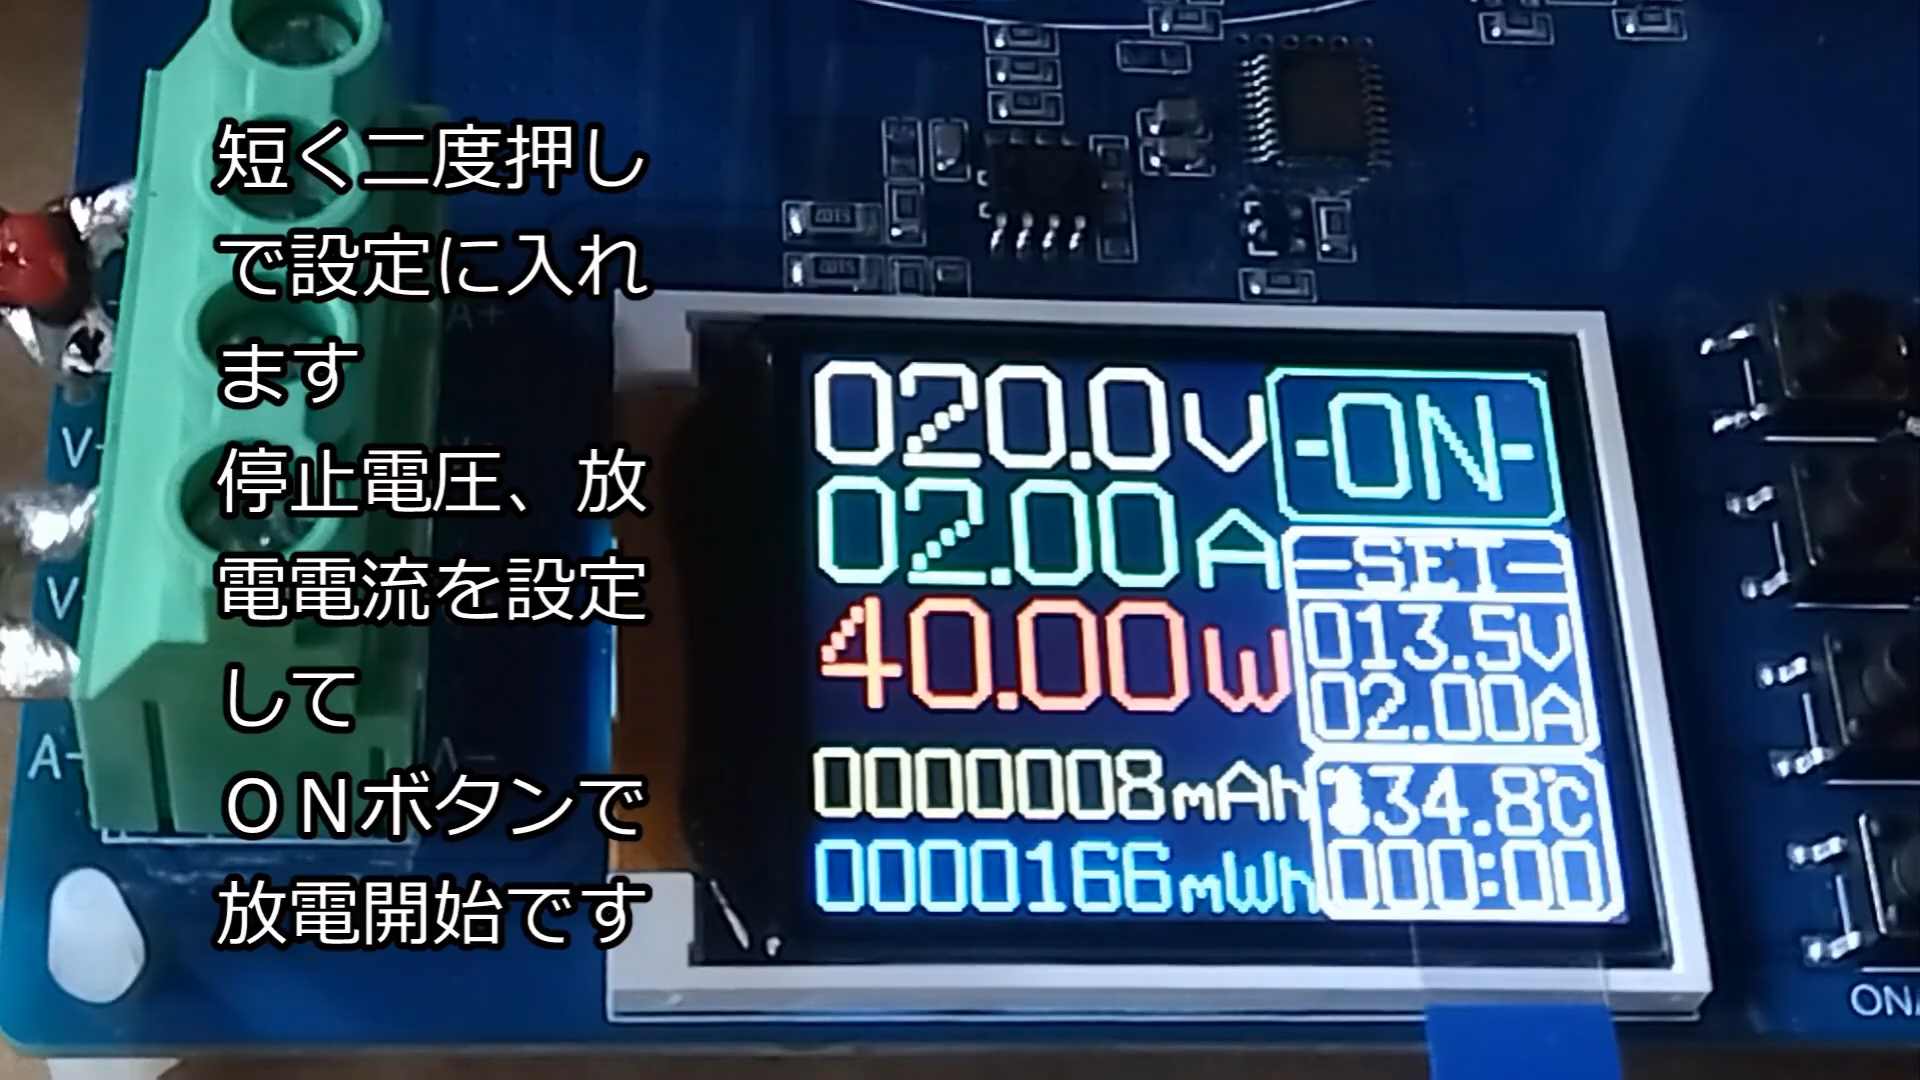 短く二度押し
で設定に入れ
ます
停止電圧、放
電電流を設定
して
ＯＮボタンで
放電開始です
020.0V
-ON-
02.00A
-SET-
40.00W
013.5V
02.00A
0000008mAh
34.8℃
0000166mWh
000:00
A+
V-
A-
A-